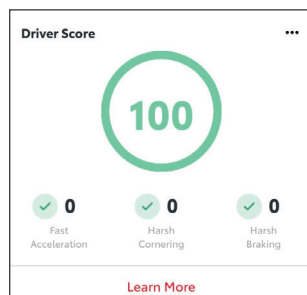 Driver Score
100
0 0 0
Fast Harsh Harsh
Acceleration Cornering Braking
Learn More